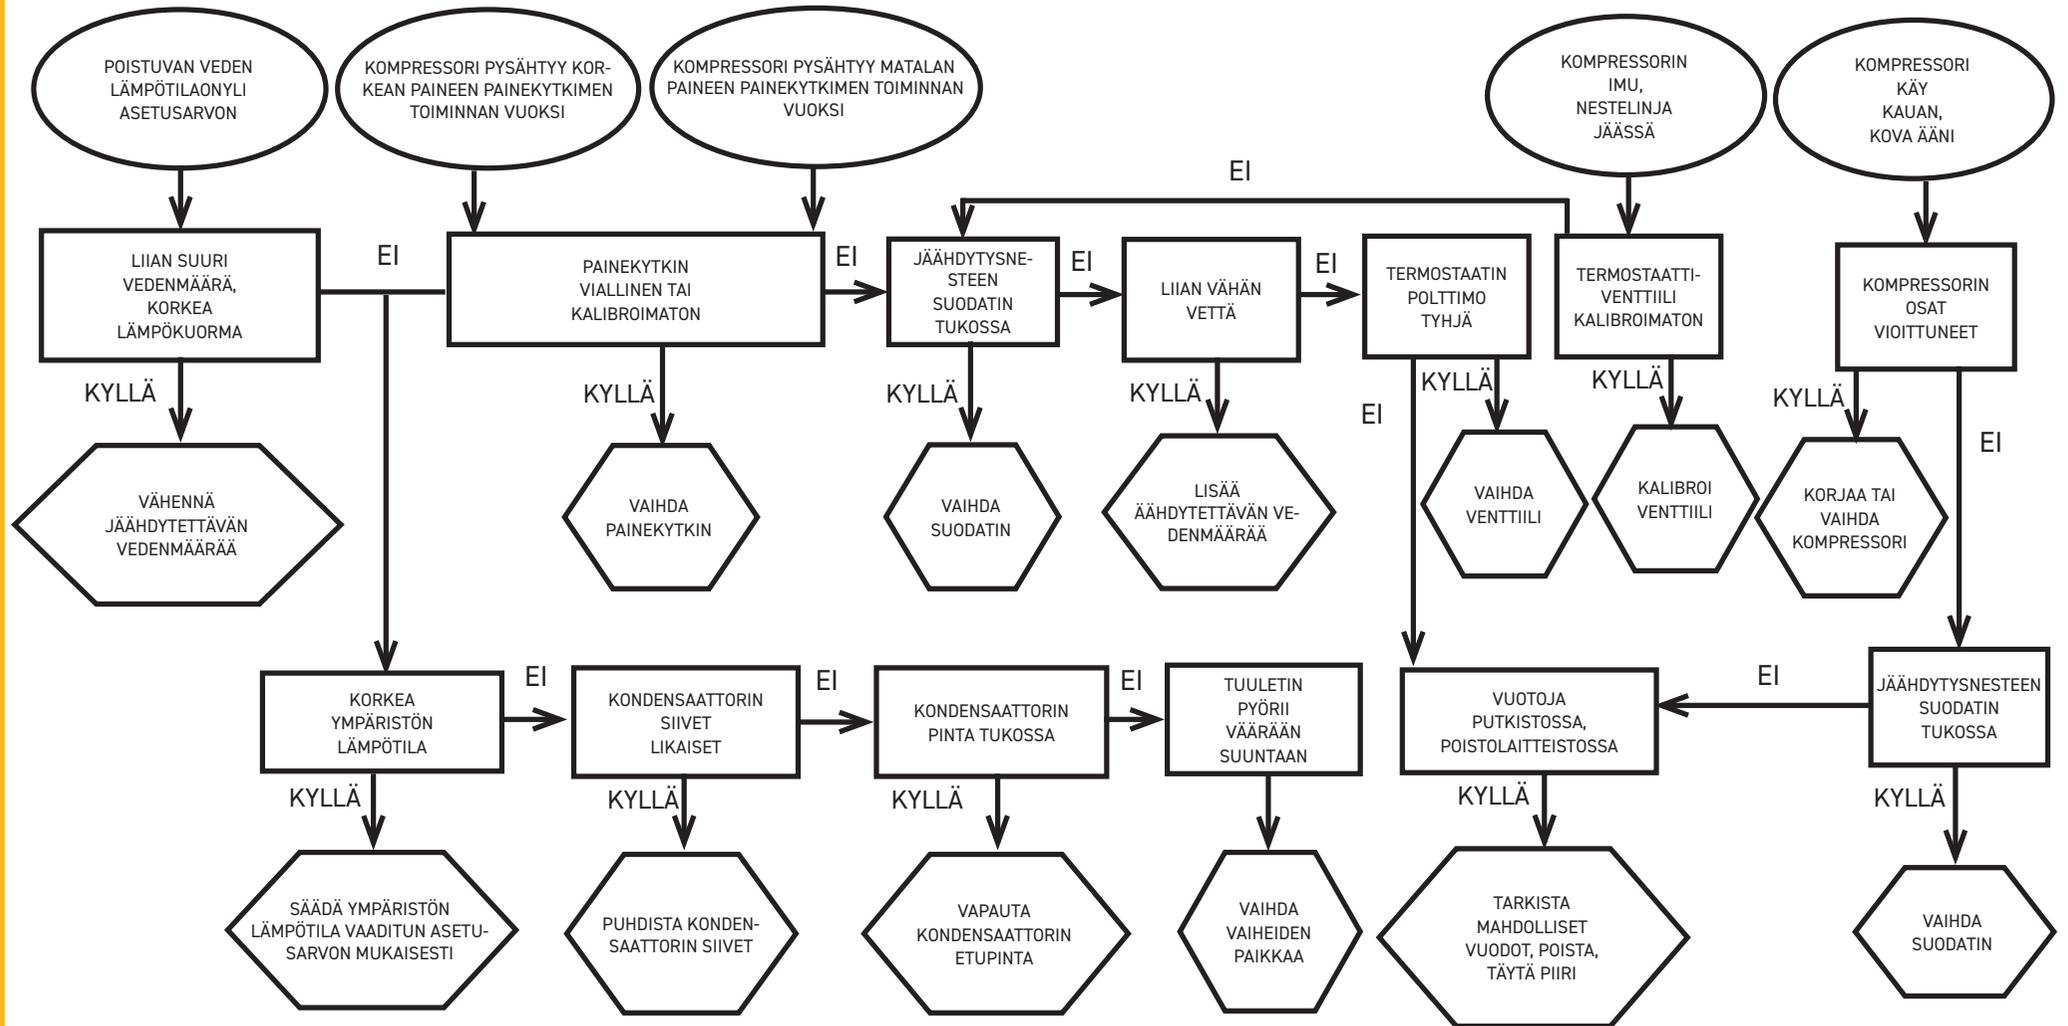 POISTUVAN VEDEN
LÄMPÖTILAONYLI
ASETUSARVON
KOMPRESSORI PYSÄHTYY KOR-
KEAN PAINEEN PAINEKYTKIMEN
TOIMINNAN VUOKSI
KOMPRESSORI PYSÄHTYY MATALAN
PAINEEN PAINEKYTKIMEN TOIMINNAN
VUOKSI
KOMPRESSORIN
IMU,
NESTELINJA
JÄÄSSÄ
KOMPRESSORI
KÄY
KAUAN,
KOVA ÄÄNI
EI
LIIAN SUURI
VEDENMÄÄRÄ,
KORKEA
LÄMPÖKUORMA
EI
PAINEKYTKIN
VIALLINEN TAI
KALIBROIMATON
EI
JÄÄHDYTYSNE-
STEEN
SUODATIN
TUKOSSA
EI
LIIAN VÄHÄN
VETTÄ
EI
TERMOSTAATIN
POLTTIMO
TYHJÄ
TERMOSTAATTI-
VENTTIILI
KALIBROIMATON
KOMPRESSORIN
OSAT
VIOITTUNEET
KYLLÄ
KYLLÄ
KYLLÄ
KYLLÄ
EI
KYLLÄ
KYLLÄ
KYLLÄ
EI
VÄHENNÄ
JÄÄHDYTETTÄVÄN
VEDENMÄÄRÄÄ
VAIHDA
PAINEKYTKIN
VAIHDA
SUODATIN
LISÄÄ
ÄÄHDYTETTÄVÄN VE-
DENMÄÄRÄÄ
VAIHDA
VENTTIILI
KALIBROI
VENTTIILI
KORJAA TAI
VAIHDA
KOMPRESSORI
KORKEA
YMPÄRISTÖN
LÄMPÖTILA
EI
KONDENSAATTORIN
SIIVET
LIKAISET
EI
KONDENSAATTORIN
PINTA TUKOSSA
EI
TUULETIN
PYÖRII
VÄÄRÄÄN
SUUNTAAN
VUOTOJA
PUTKISTOSSA,
POISTOLAITTEISTOSSA
EI
JÄÄHDYTYSNESTEEN
SUODATIN
TUKOSSA
KYLLÄ
KYLLÄ
KYLLÄ
KYLLÄ
KYLLÄ
SÄÄDÄ YMPÄRISTÖN
LÄMPÖTILA VAADITUN ASETU-
SARVON MUKAISESTI
PUHDISTA KONDEN-
SAATTORIN SIIVET
VAPAUTA
KONDENSAATTORIN
ETUPINTA
VAIHDA
VAIHEIDEN
PAIKKAA
TARKISTA
MAHDOLLISET
VUODOT, POISTA,
TÄYTÄ PIIRI
VAIHDA
SUODATIN